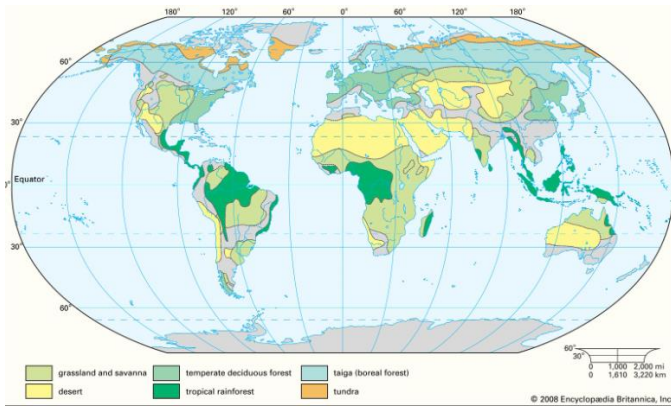 180° 120° 60° 0° 60° 120° 180°
60°
30°
Equator 0°
30°
60°
grassland and savanna temperate deciduous forest taiga (boreal forest)
desert tropical rainforest tundra
60°
30°
0 1,000 2,000 mi
0 1,610 3,220 km
© 2008 Encyclopædia Britannica, Inc.